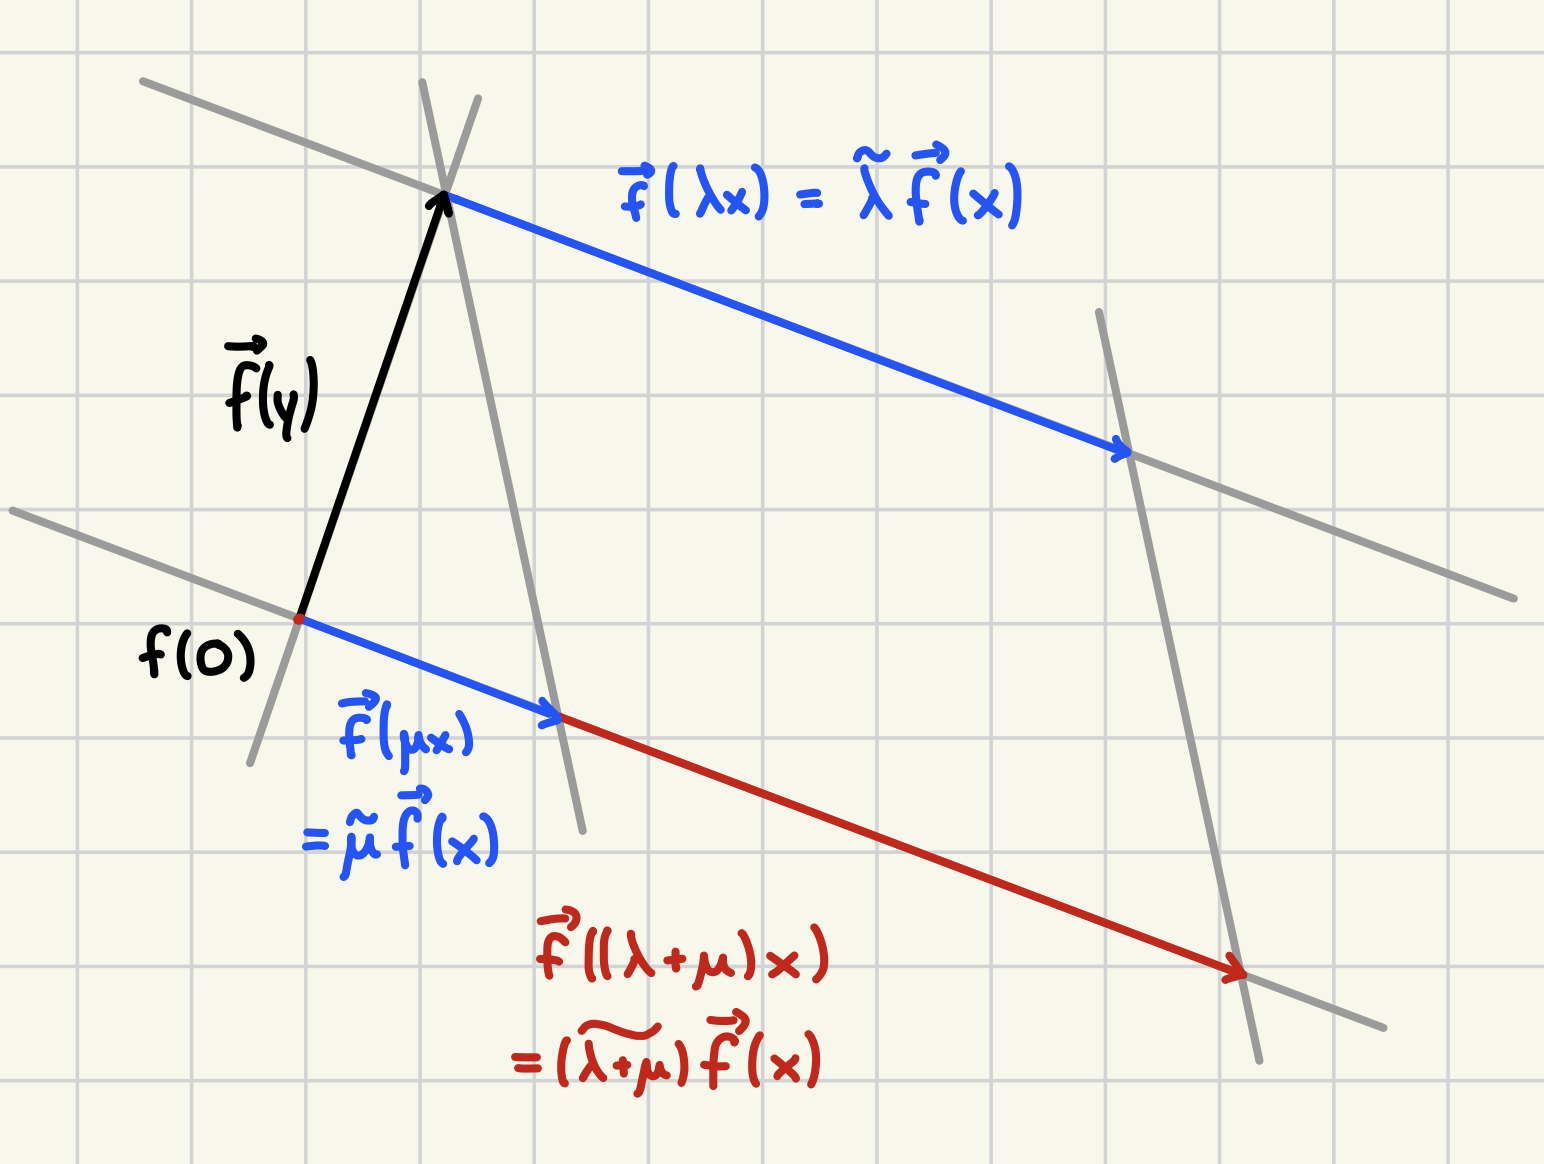 f⃗(λx) = λ̃ f⃗(x)
f⃗(y)
f(0)
f⃗(μx)
= μ̃ f⃗(x)
f⃗((λ+μ)x)
= (λ+μ)~ f⃗(x)